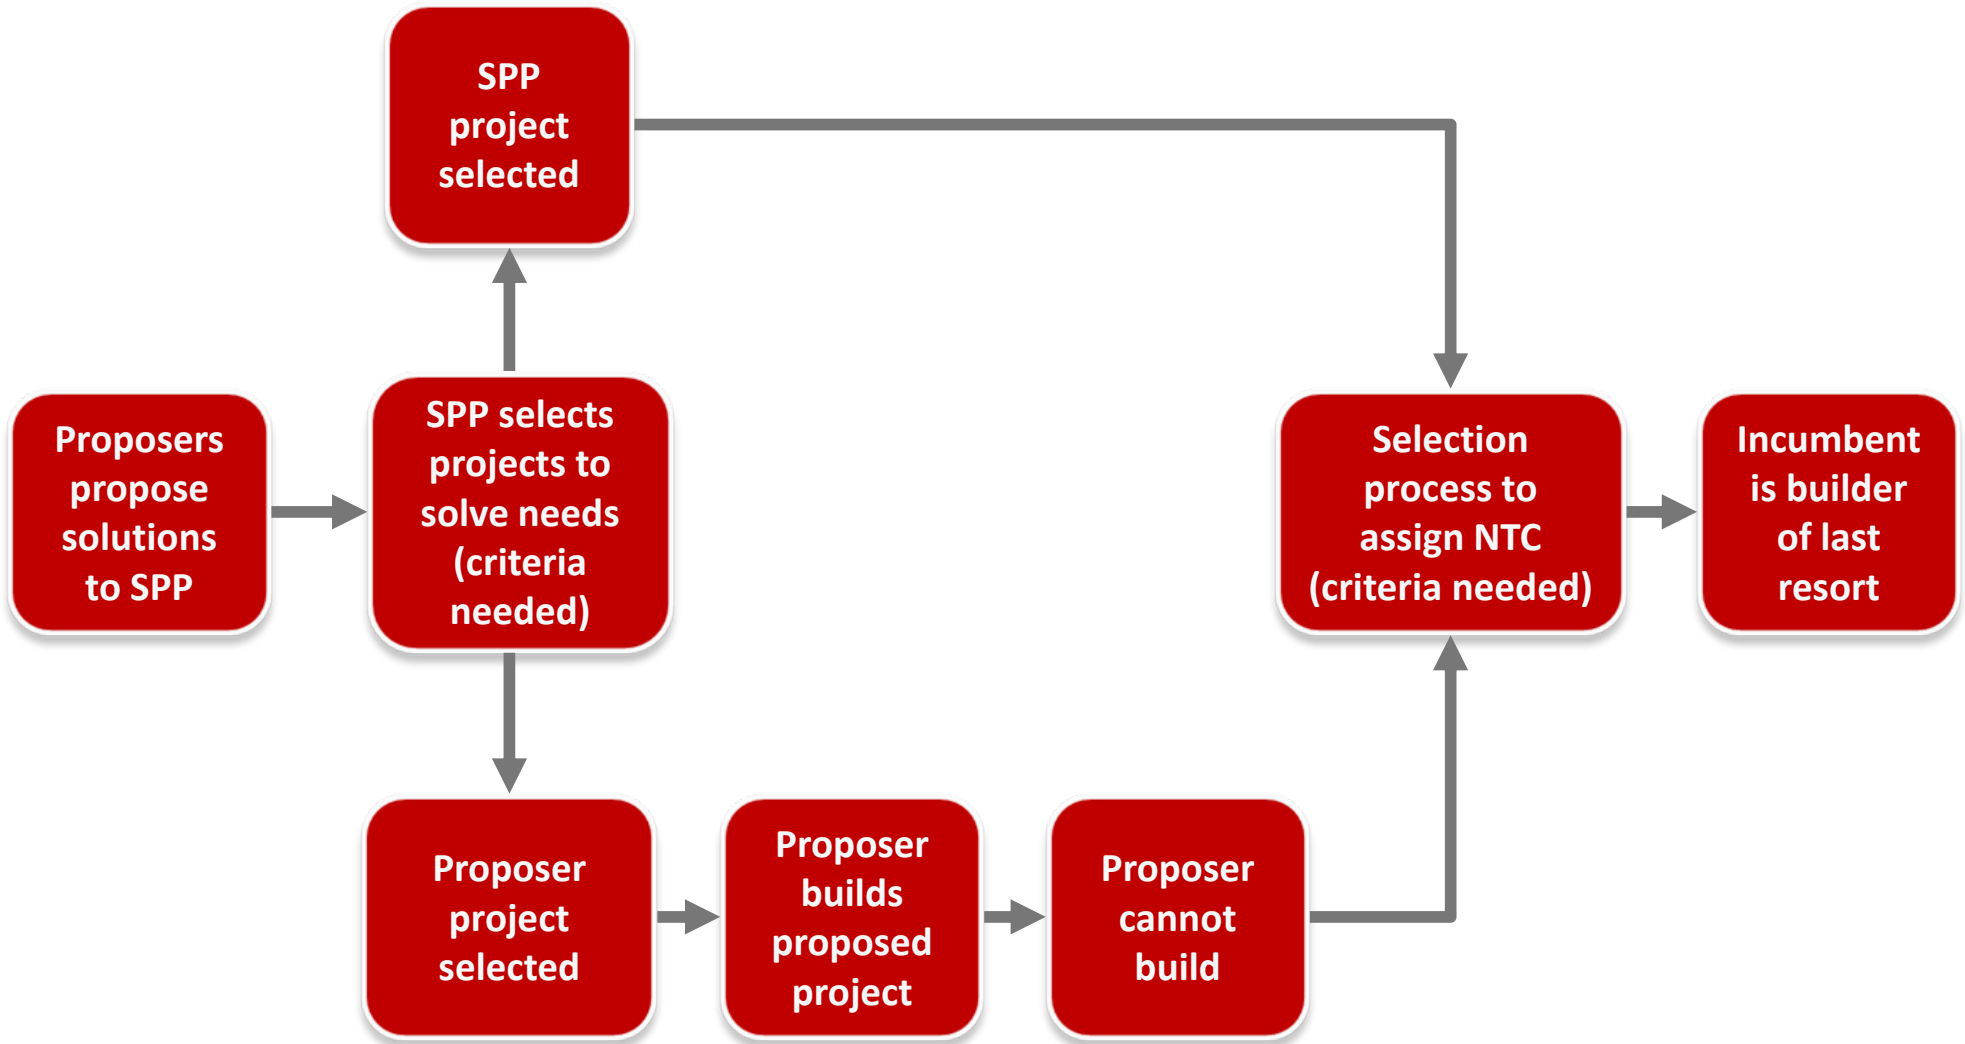 SPP
project
selected
Proposers
propose
solutions
to SPP
SPP selects
projects to
solve needs
(criteria
needed)
Selection
process to
assign NTC
(criteria needed)
Incumbent
is builder
of last
resort
Proposer
project
selected
Proposer
builds
proposed
project
Proposer
cannot
build